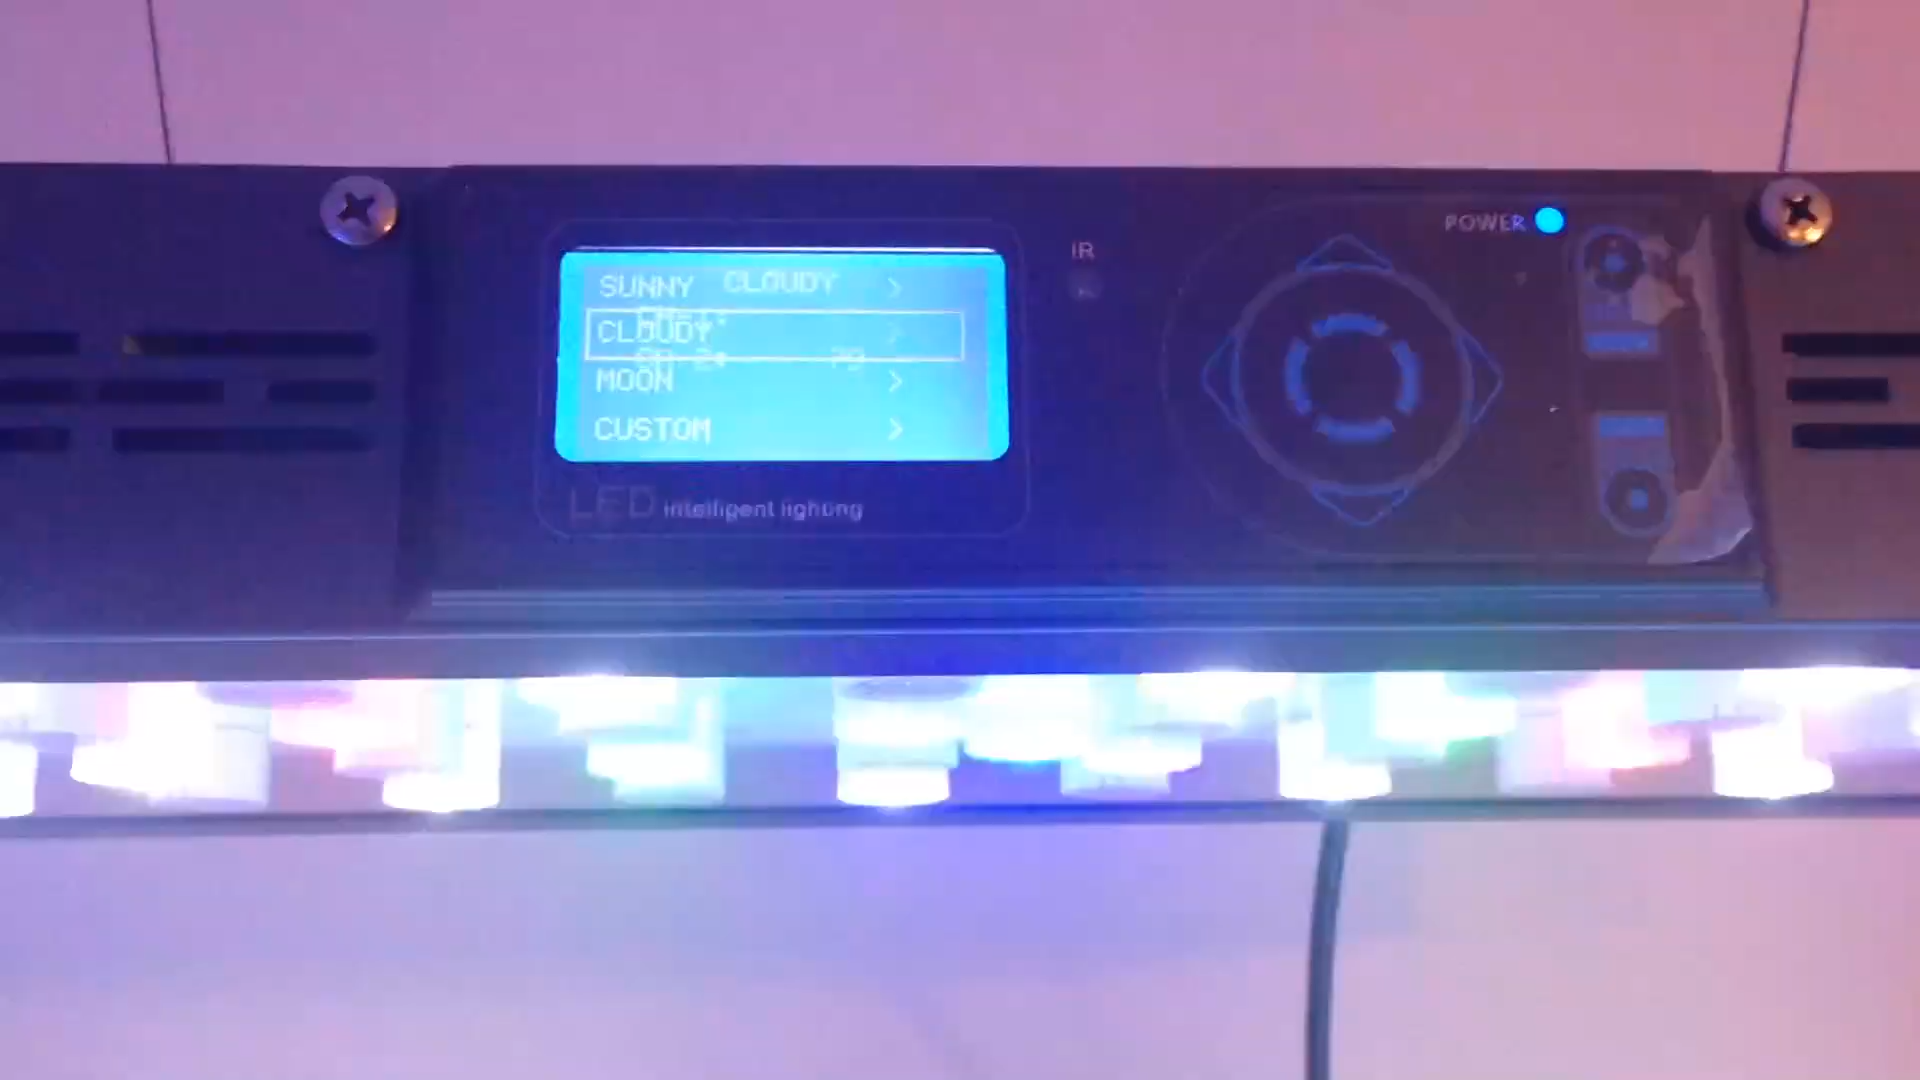 POWER
IR
SUNNY CLOUDY >
CLOUDY >
MOON >
CUSTOM >
LED intelligent lighting